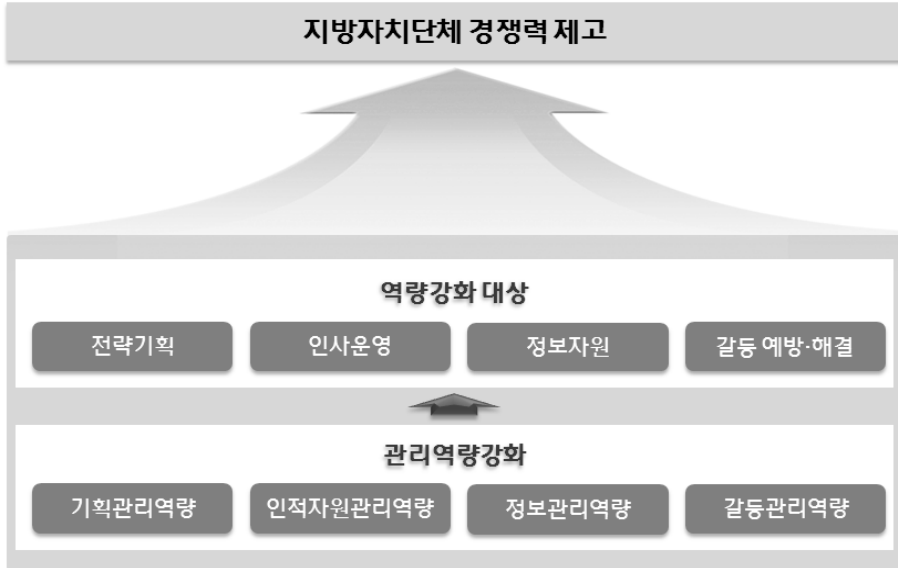 지방자치단체 경쟁력 제고
역량강화 대상
전략기획 인사운영 정보자원 갈등 예방·해결
관리역량강화
기획관리역량 인적자원관리역량 정보관리역량 갈등관리역량